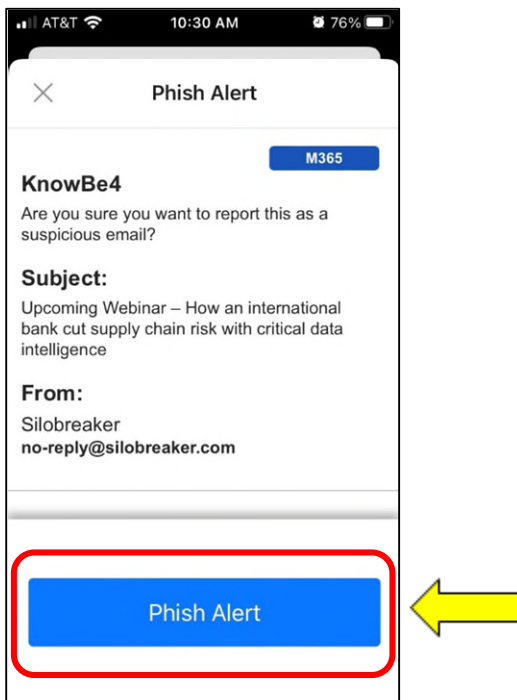 AT&T 10:30 AM 76%
Phish Alert
M365
KnowBe4
Are you sure you want to report this as a
suspicious email?
Subject:
Upcoming Webinar – How an international
bank cut supply chain risk with critical data
intelligence
From:
Silobreaker
no-reply@silobreaker.com
Phish Alert